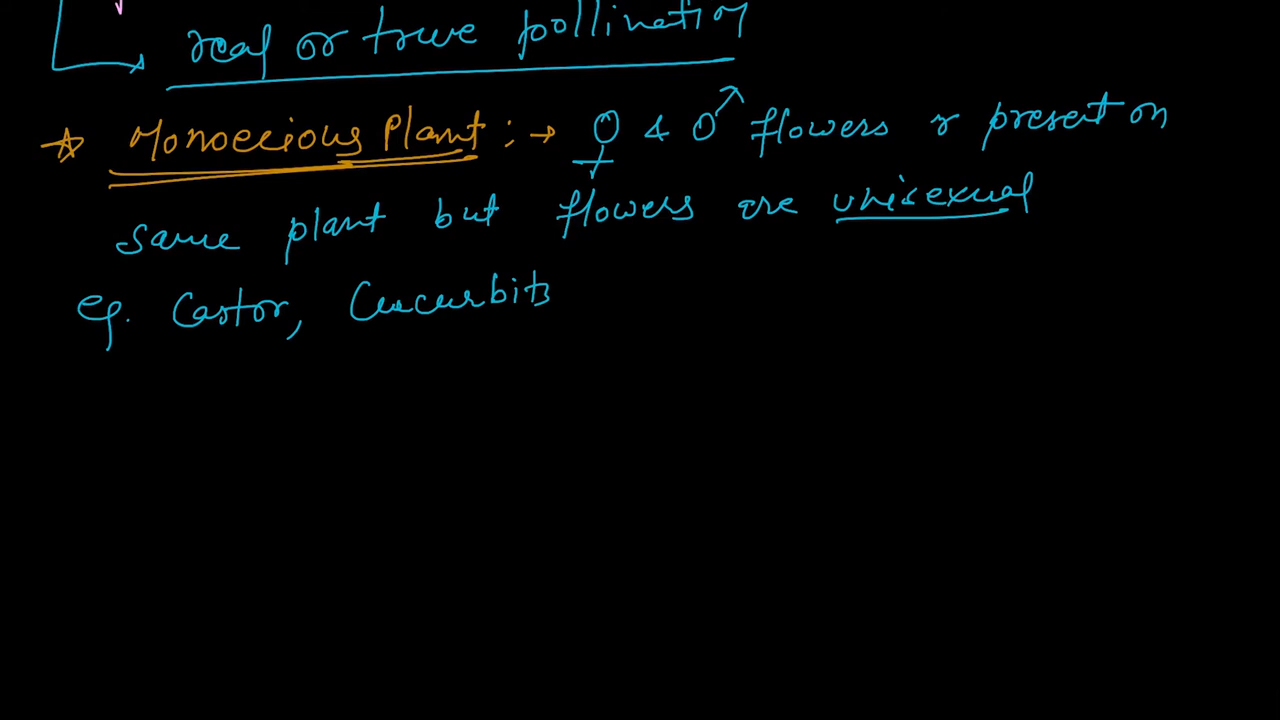 real or true pollination
☆ Monoecious Plant :→ ♀ & ♂ flowers r present on
same plant but flowers are unisexual
eg. Castor, Cucurbits